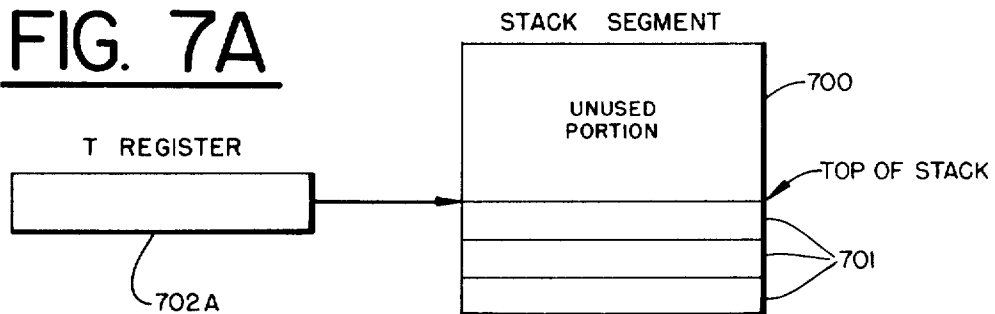 FIG. 7A
STACK SEGMENT
700
UNUSED
PORTION
T REGISTER
TOP OF STACK
701
702A